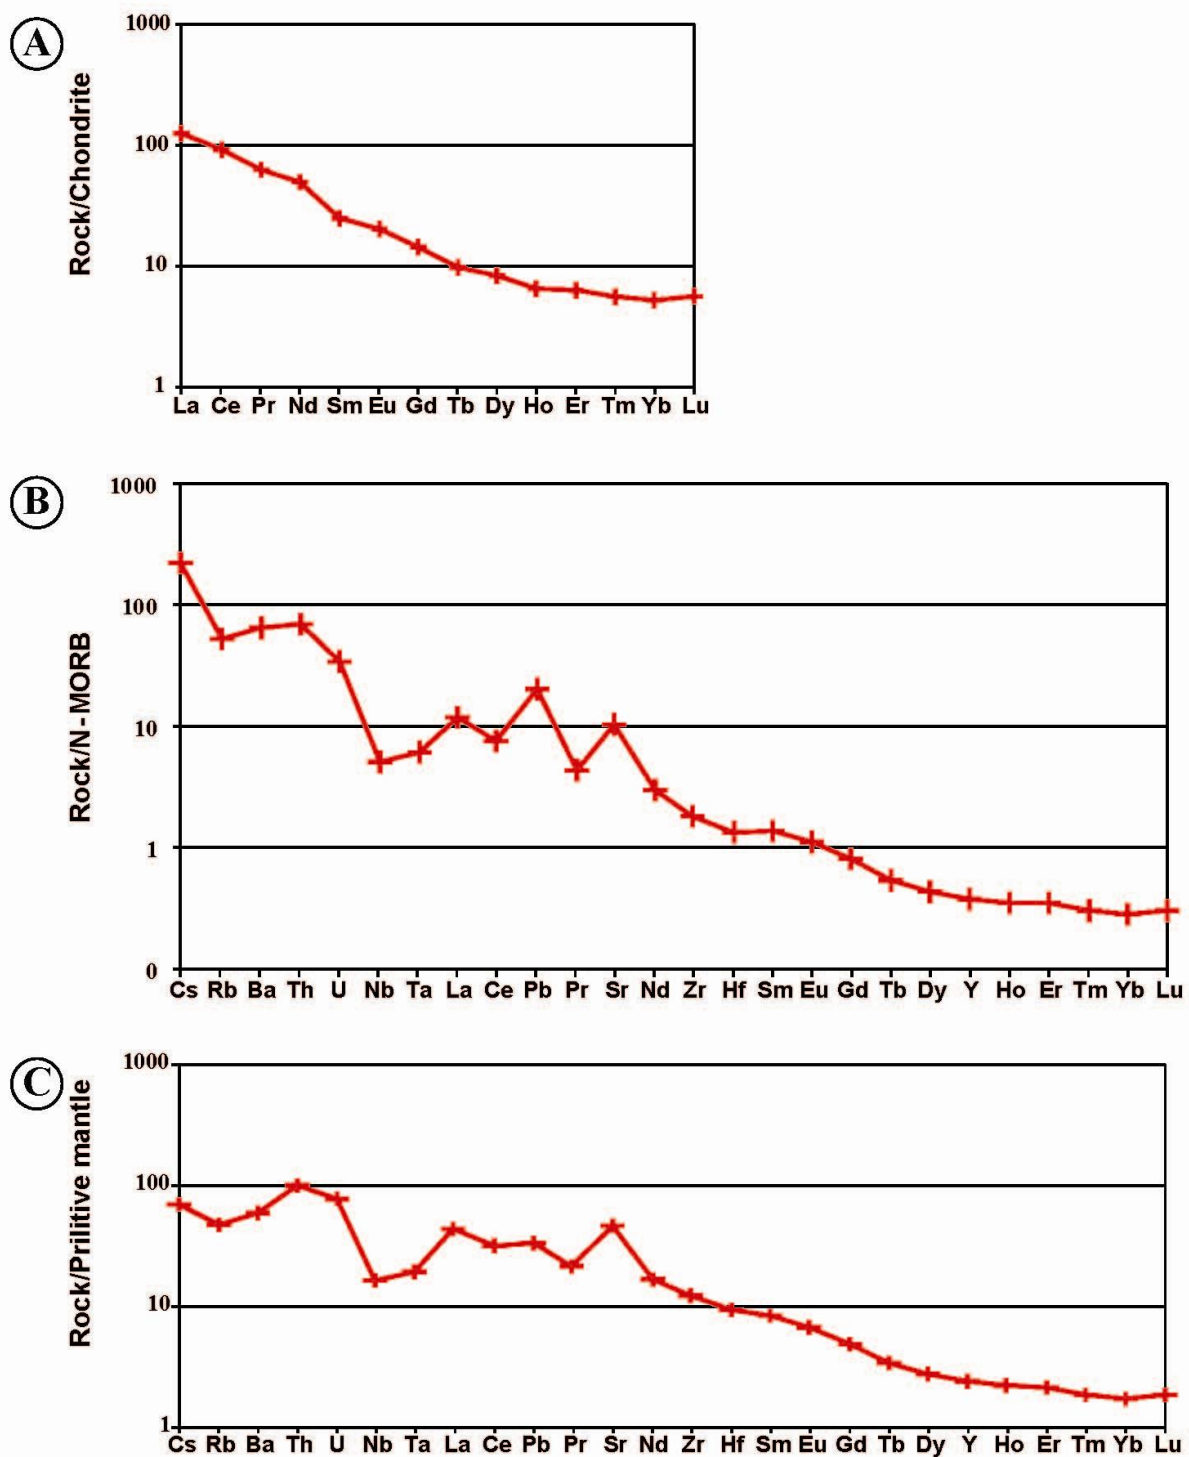 A
Rock/Chondrite
1000
100
10
1
La Ce Pr Nd Sm Eu Gd Tb Dy Ho Er Tm Yb Lu
B
Rock/N-MORB
1000
100
10
1
0
Cs Rb Ba Th U Nb Ta La Ce Pb Pr Sr Nd Zr Hf Sm Eu Gd Tb Dy Y Ho Er Tm Yb Lu
C
Rock/Prilitive mantle
1000
100
10
1
Cs Rb Ba Th U Nb Ta La Ce Pb Pr Sr Nd Zr Hf Sm Eu Gd Tb Dy Y Ho Er Tm Yb Lu